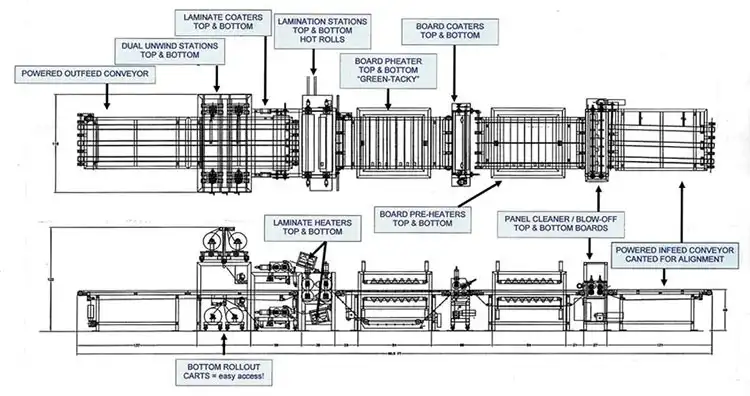 LAMINATE COATERS
TOP & BOTTOM
LAMINATION STATIONS
TOP & BOTTOM
HOT ROLLS
BOARD COATERS
TOP & BOTTOM
DUAL UNWIND STATIONS
TOP & BOTTOM
POWERED OUTFEED CONVEYOR
BOARD PHEATER
TOP & BOTTOM
"GREEN-TACKY"
LAMINATE HEATERS
TOP & BOTTOM
BOARD PRE-HEATERS
TOP & BOTTOM
PANEL CLEANER / BLOW-OFF
TOP & BOTTOM BOARDS
POWERED INFEED CONVEYOR
CANTED FOR ALIGNMENT
BOTTOM ROLLOUT
CARTS = easy access!